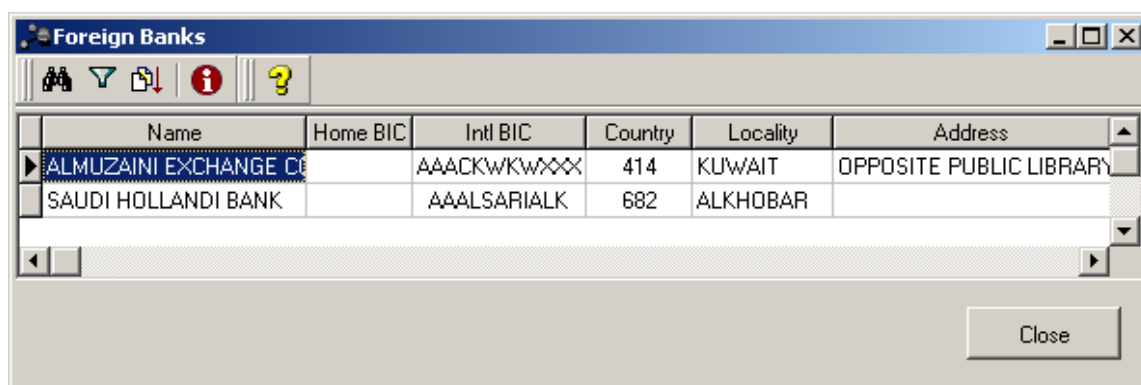 Foreign Banks
Name Home BIC Intl BIC Country Locality Address
ALMUZAINI EXCHANGE CO AAACKWKWXXX 414 KUWAIT OPPOSITE PUBLIC LIBRARY
SAUDI HOLLANDI BANK AAALSARIALK 682 ALKHOBAR
Close